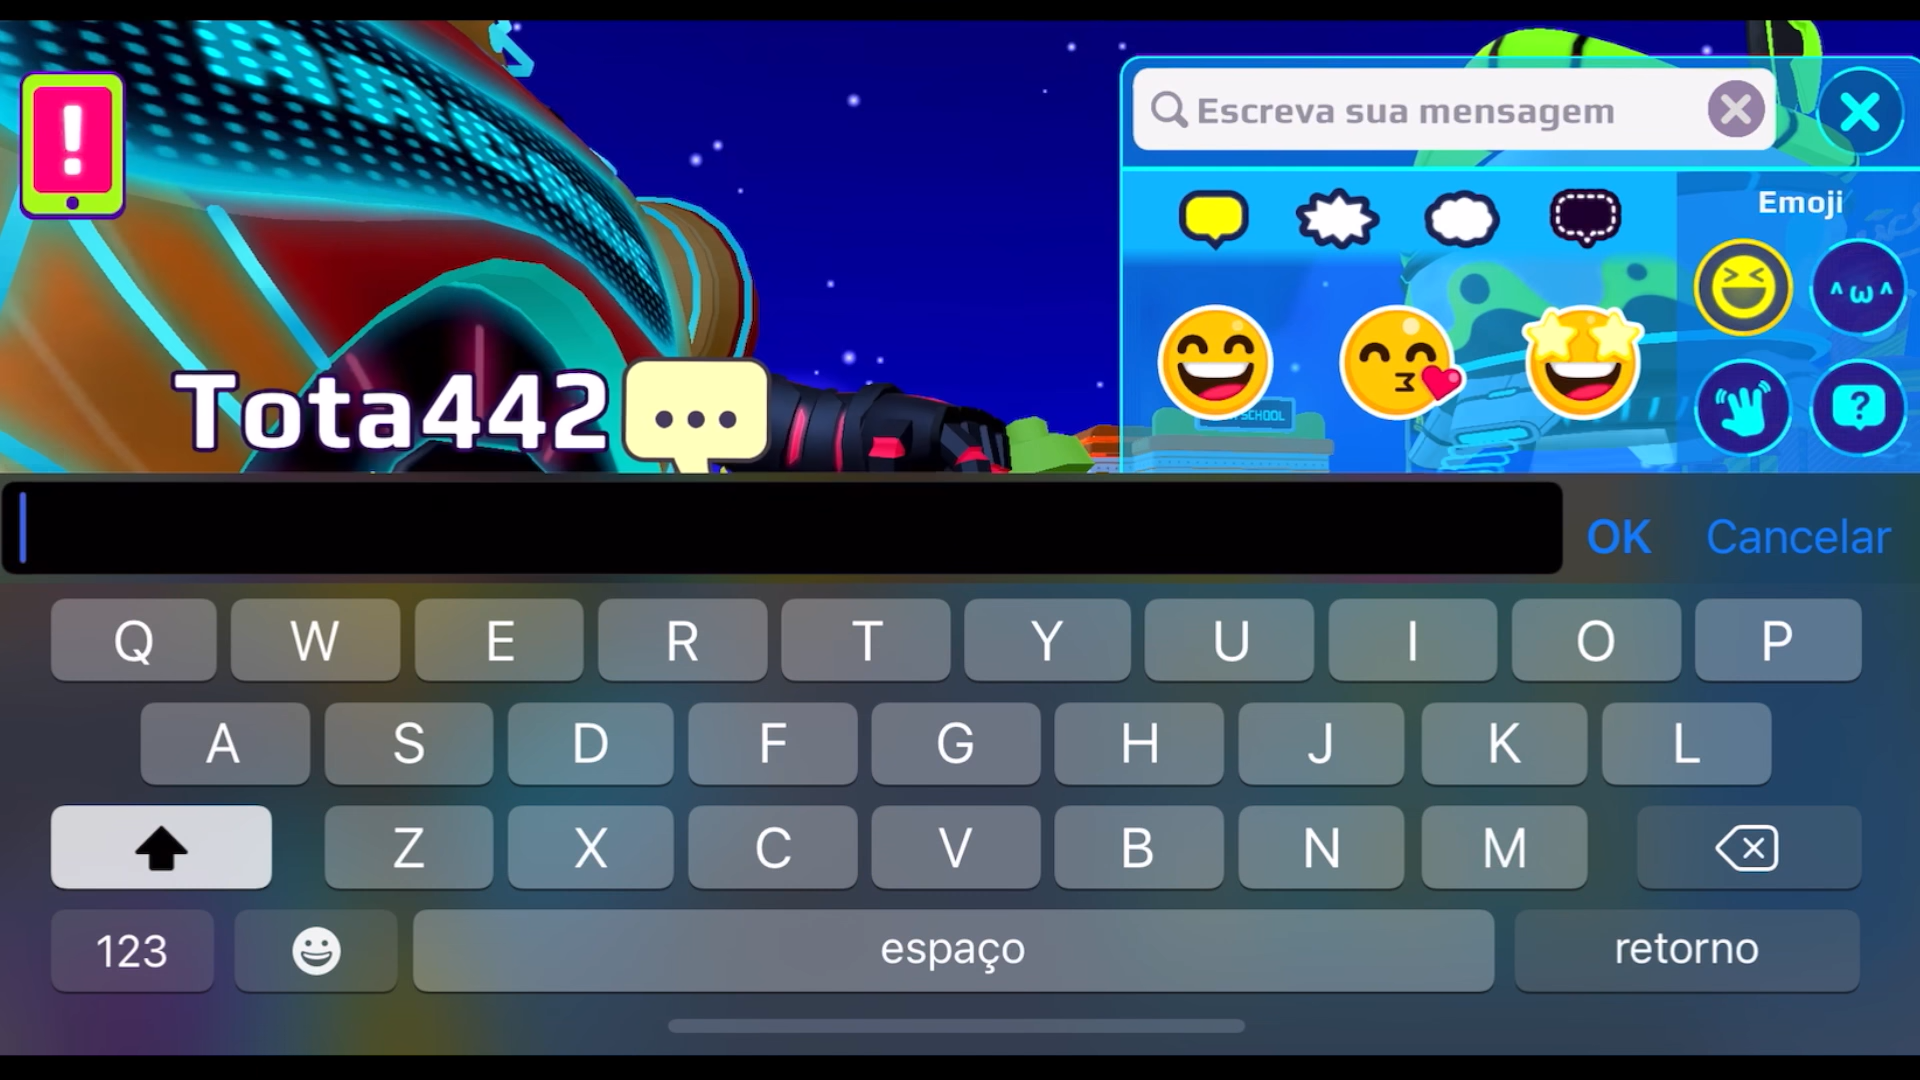 Escreva sua mensagem
Emoji
^ω^
SCHOOL
Tota442
OK Cancelar
Q W E R T Y U I O P
A S D F G H J K L
Z X C V B N M
123 espaço retorno